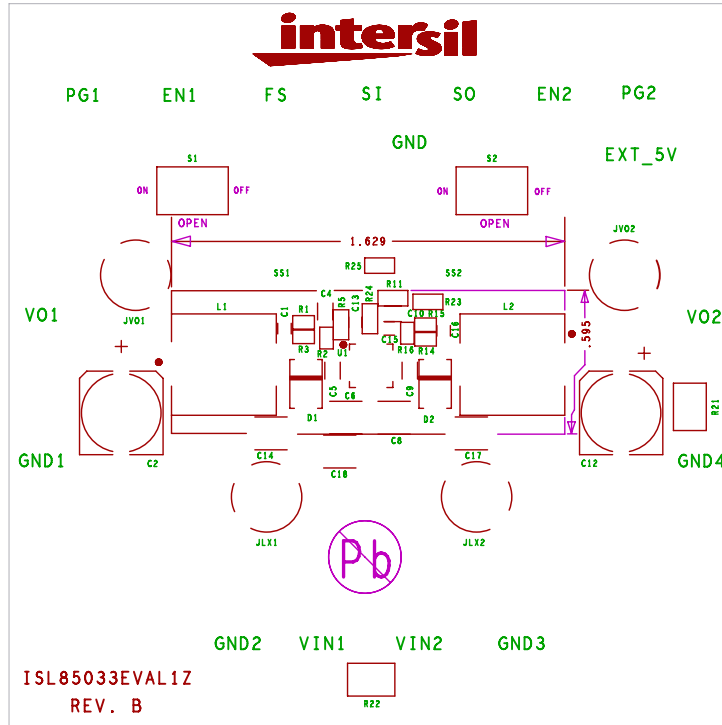 intersil
PG1 EN1 FS SI SO EN2 PG2
GND
EXT_5V
S1 S2
ON OFF ON OFF
OPEN OPEN
JVO2
1.629
R25
SS1 SS2
R11
C4 R24
C13 R5 R23
L1 C1 R1 C10 R15 L2
VO1 JVO1 C16 VO2
.595
R3 R2 U1 C15 R16 R14
C5 C6 C9
R21
D1 D2
C8
GND1 C2 C14 C17 C12 GND4
C18
JLX1 JLX2
Pb
GND2 VIN1 VIN2 GND3
ISL85033EVAL1Z
REV. B
R22